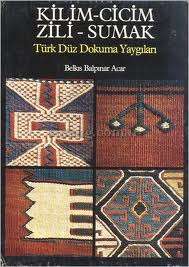 KİLİM-CİCİM
ZİLİ-SUMAK
Türk Düz Dokuma Yaygıları
Belkıs Balpınar Acar